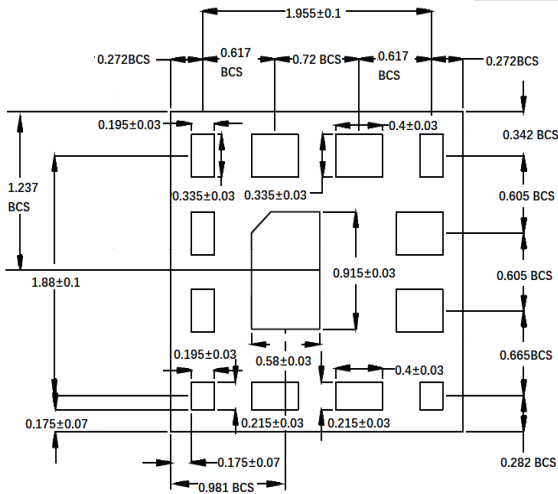 1.955±0.1
0.272BCS
0.617
BCS
0.72 BCS
0.617
BCS
0.272BCS
0.195±0.03
0.4±0.03
0.342 BCS
1.237
BCS
0.335±0.03
0.335±0.03
0.605 BCS
1.88±0.1
0.915±0.03
0.605 BCS
0.195±0.03
0.58±0.03
0.4±0.03
0.665BCS
0.175±0.07
0.215±0.03
0.215±0.03
0.175±0.07
0.282 BCS
0.981 BCS